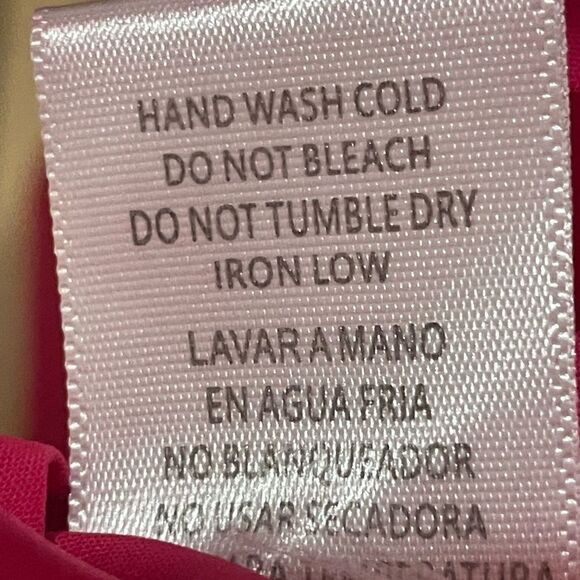 HAND WASH COLD
DO NOT BLEACH
DO NOT TUMBLE DRY
IRON LOW
LAVAR A MANO
EN AGUA FRIA
NO BLANQUEADOR
NO USAR SECADORA